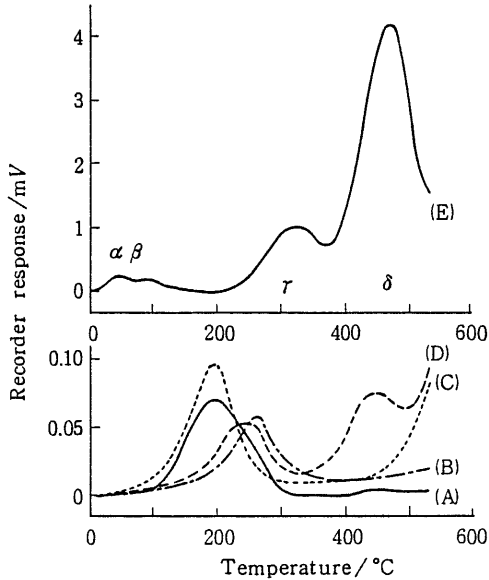 4
3
2
1
0
α β
γ
δ
(E)
0 200 400 600
Recorder response/mV
0.10
0.05
0
(D)
(C)
(B)
(A)
0 200 400 600
Temperature/°C